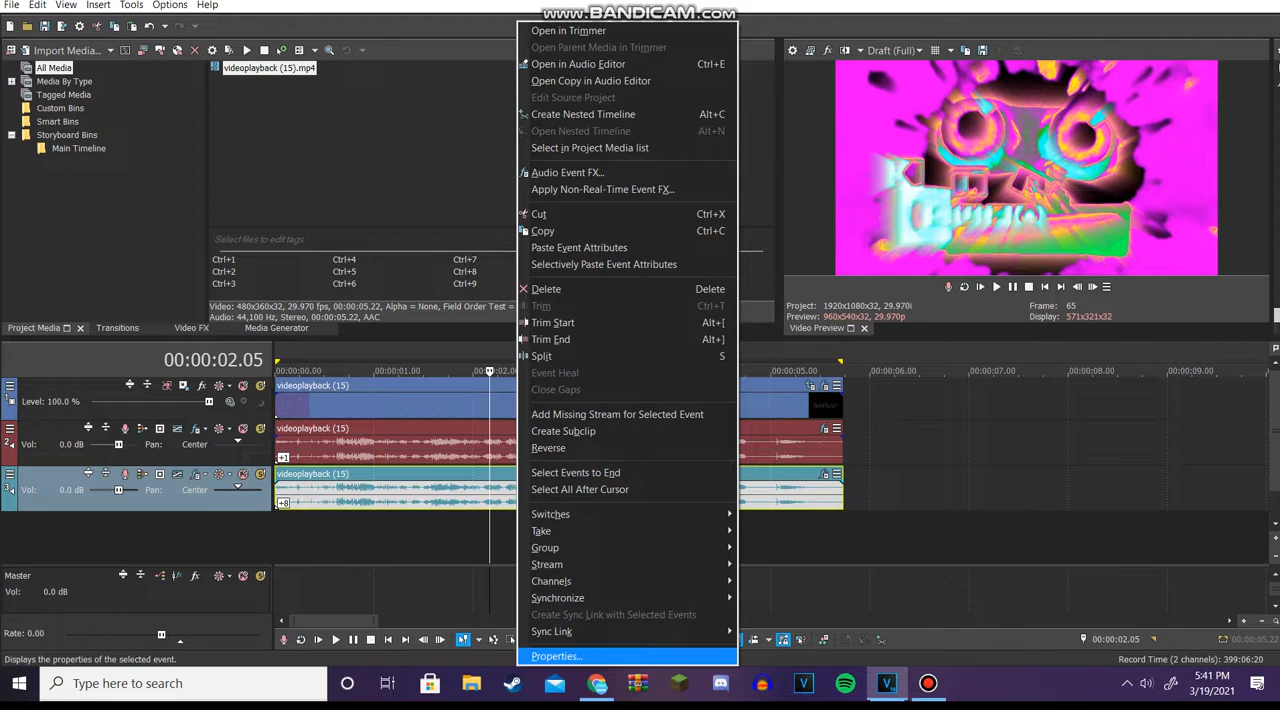 www.BANDICAM.com
File Edit View Insert Tools Options Help
Import Media...
All Media
Media By Type
Tagged Media
Custom Bins
Smart Bins
Storyboard Bins
Main Timeline
videoplayback (15).mp4
Select files to edit tags
Ctrl+1 Ctrl+4 Ctrl+7
Ctrl+2 Ctrl+5 Ctrl+8
Ctrl+3 Ctrl+6 Ctrl+9
Video: 480x360x32, 29.970 fps, 00:00:05.22, Alpha = None, Field Order Test =
Audio: 44,100 Hz, Stereo, 00:00:05.22, AAC
Project Media Transitions Video FX Media Generator
Open in Trimmer
Open Parent Media in Trimmer
Open in Audio Editor Ctrl+E
Open Copy in Audio Editor
Edit Source Project
Create Nested Timeline Alt+C
Open Nested Timeline Alt+N
Select in Project Media list
Audio Event FX...
Apply Non-Real-Time Event FX...
Cut Ctrl+X
Copy Ctrl+C
Paste Event Attributes
Selectively Paste Event Attributes
Delete Delete
Trim Ctrl+T
Trim Start Alt+[
Trim End Alt+]
Split S
Event Heal
Close Gaps
Add Missing Stream for Selected Event
Create Subclip
Reverse
Select Events to End
Select All After Cursor
Switches
Take
Group
Stream
Channels
Synchronize
Create Sync Link with Selected Events
Sync Link
Properties...
Draft (Full)
Project: 1920x1080x32, 29.970i Frame: 65
Preview: 960x540x32, 29.970p Display: 571x321x32
Video Preview
00:00:02.05
00:00:00.00 00:00:01.00 00:00:05.00 00:00:06.00 00:00:07.00 00:00:08.00 00:00:09.00
videoplayback (15)
Level: 100.0 %
videoplayback (15)
Vol: 0.0 dB Pan: Center
+1
videoplayback (15)
Vol: 0.0 dB Pan: Center
+8
Master
Vol: 0.0 dB
Rate: 0.00
00:00:02.05 00:00:05.22
Displays the properties of the selected event.
Record Time (2 channels): 399:06:20
Type here to search
5:41 PM
3/19/2021